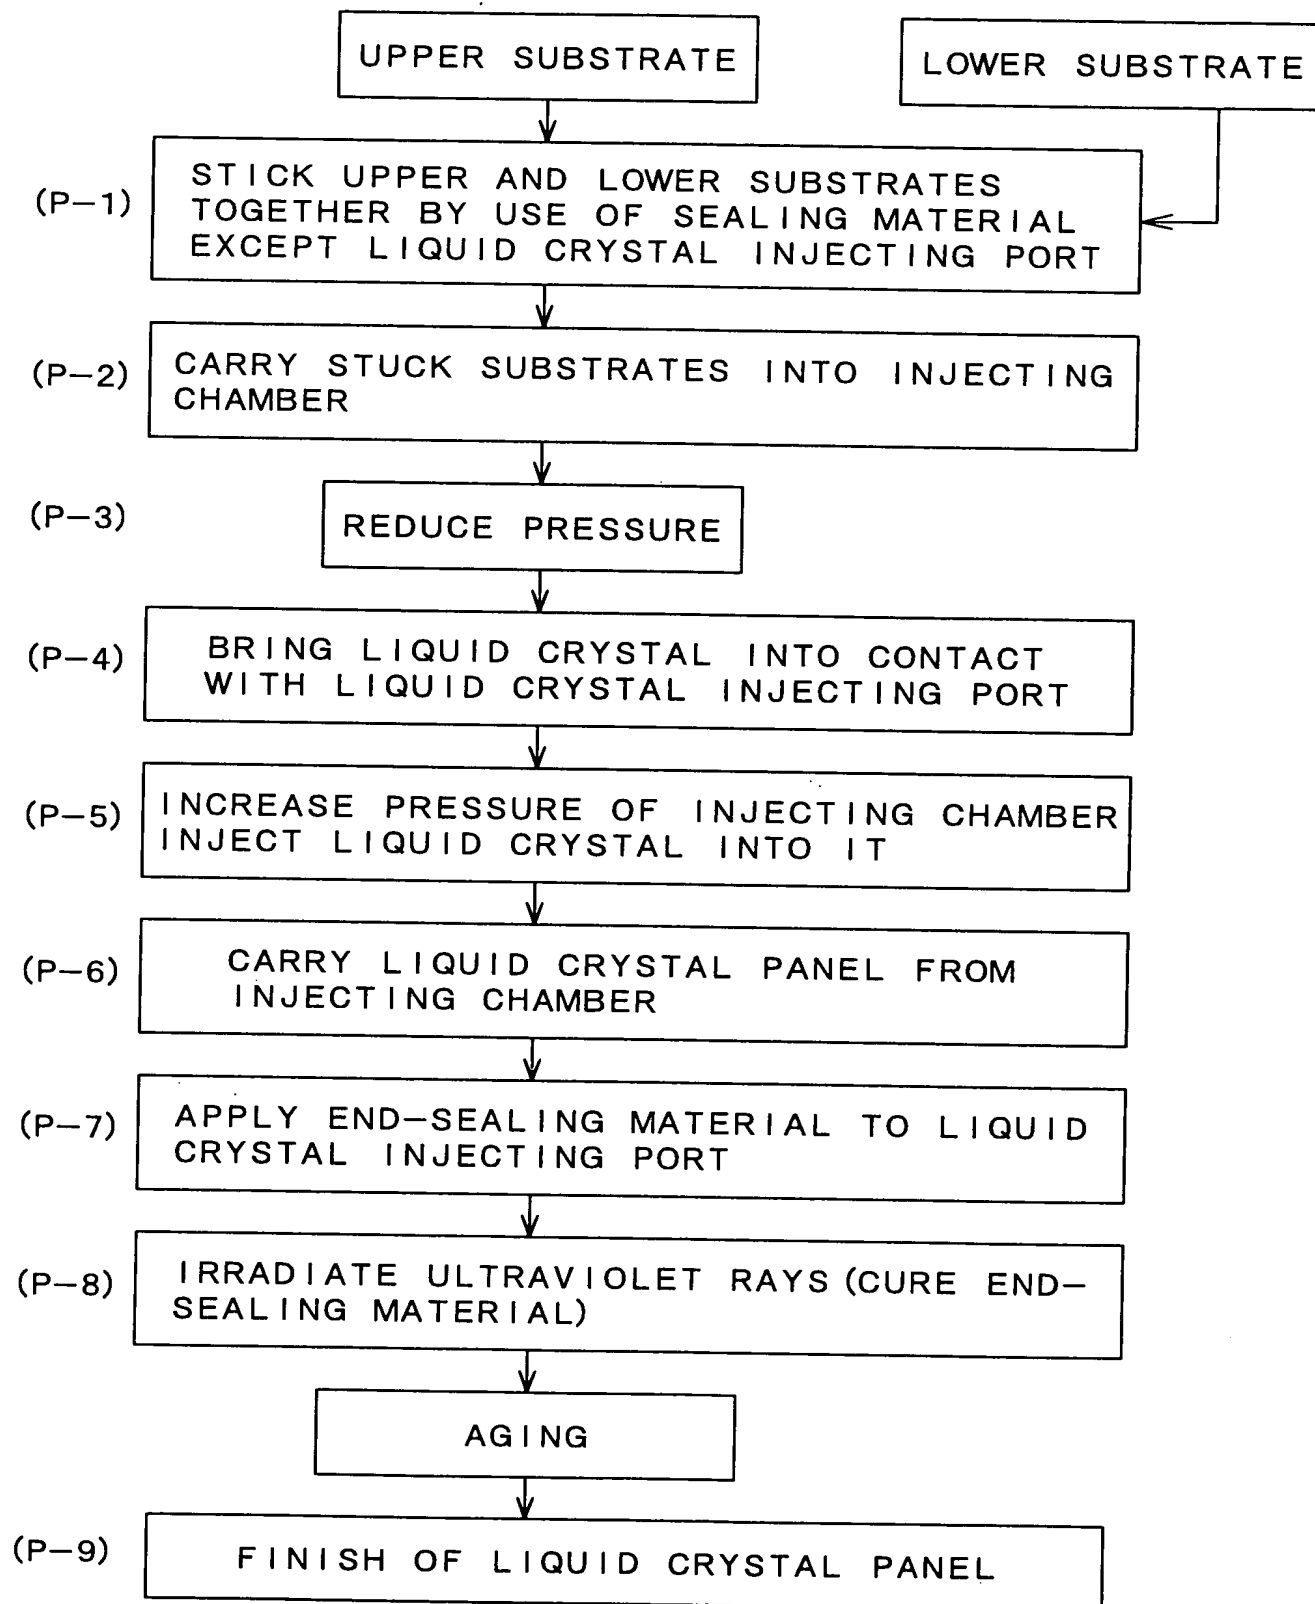 UPPER SUBSTRATE
LOWER SUBSTRATE
(P-1)
STICK UPPER AND LOWER SUBSTRATES
TOGETHER BY USE OF SEALING MATERIAL
EXCEPT LIQUID CRYSTAL INJECTING PORT
(P-2)
CARRY STUCK SUBSTRATES INTO INJECTING
CHAMBER
(P-3)
REDUCE PRESSURE
(P-4)
BRING LIQUID CRYSTAL INTO CONTACT
WITH LIQUID CRYSTAL INJECTING PORT
(P-5)
INCREASE PRESSURE OF INJECTING CHAMBER
INJECT LIQUID CRYSTAL INTO IT
(P-6)
CARRY LIQUID CRYSTAL PANEL FROM
INJECTING CHAMBER
(P-7)
APPLY END-SEALING MATERIAL TO LIQUID
CRYSTAL INJECTING PORT
(P-8)
IRRADIATE ULTRAVIOLET RAYS (CURE END-
SEALING MATERIAL)
AGING
(P-9)
FINISH OF LIQUID CRYSTAL PANEL